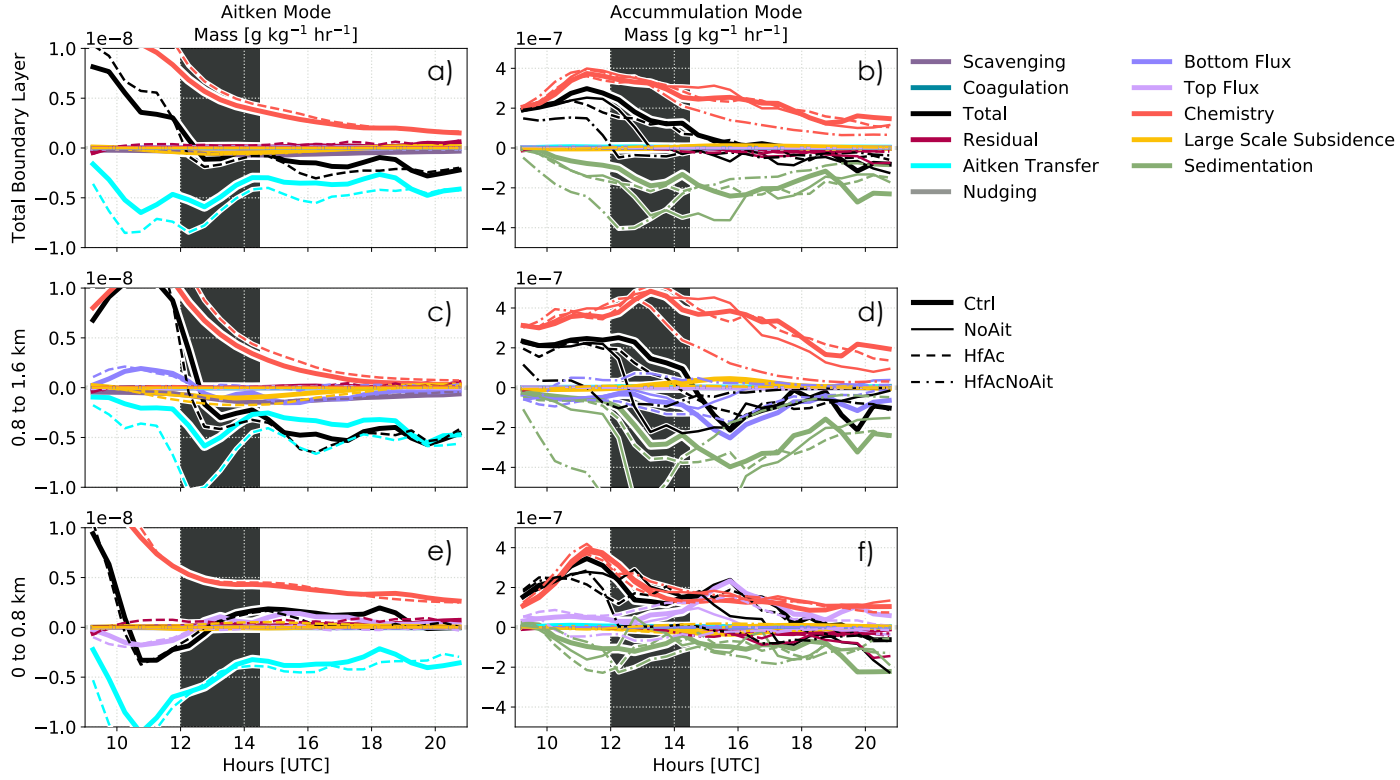 Aitken Mode
Mass [g kg⁻¹ hr⁻¹]
Accummulation Mode
Mass [g kg⁻¹ hr⁻¹]
Total Boundary Layer
1e−8
a)
1.0
0.5
0.0
−0.5
−1.0
1e−7
b)
4
2
0
−2
−4
Scavenging
Coagulation
Total
Residual
Aitken Transfer
Nudging
Bottom Flux
Top Flux
Chemistry
Large Scale Subsidence
Sedimentation
0.8 to 1.6 km
1e−8
c)
1.0
0.5
0.0
−0.5
−1.0
1e−7
d)
4
2
0
−2
−4
Ctrl
NoAit
HfAc
HfAcNoAit
0 to 0.8 km
1e−8
e)
1.0
0.5
0.0
−0.5
−1.0
10 12 14 16 18 20
Hours [UTC]
1e−7
f)
4
2
0
−2
−4
10 12 14 16 18 20
Hours [UTC]